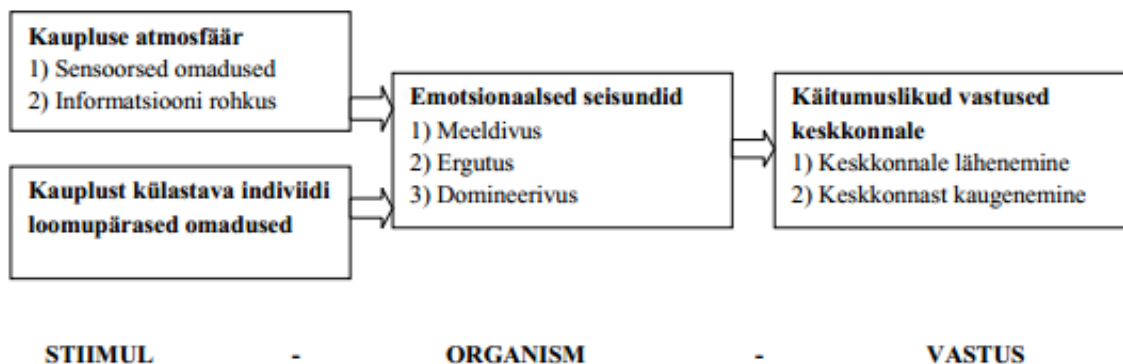 Kaupluse atmosfäär
1) Sensoorsed omadused
2) Informatsiooni rohkus
Kauplust külastava indiviidi
loomupärased omadused
Emotsionaalsed seisundid
1) Meeldivus
2) Ergutus
3) Domineerivus
Käitumuslikud vastused
keskkonnale
1) Keskkonnale lähenemine
2) Keskkonnast kaugenemine
STIIMUL - ORGANISM - VASTUS